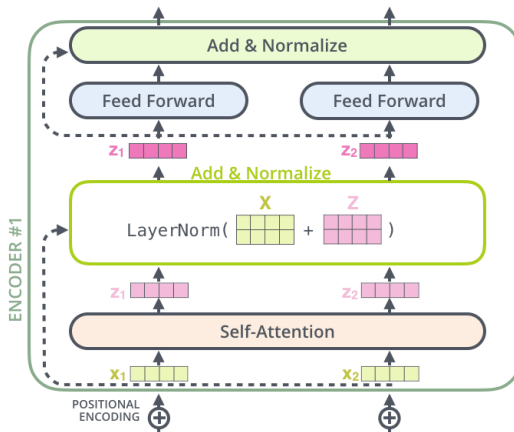 Add & Normalize
Feed Forward Feed Forward
z1 z2
Add & Normalize
X Z
LayerNorm( + )
z1 z2
Self-Attention
x1 x2
POSITIONAL
ENCODING
ENCODER #1